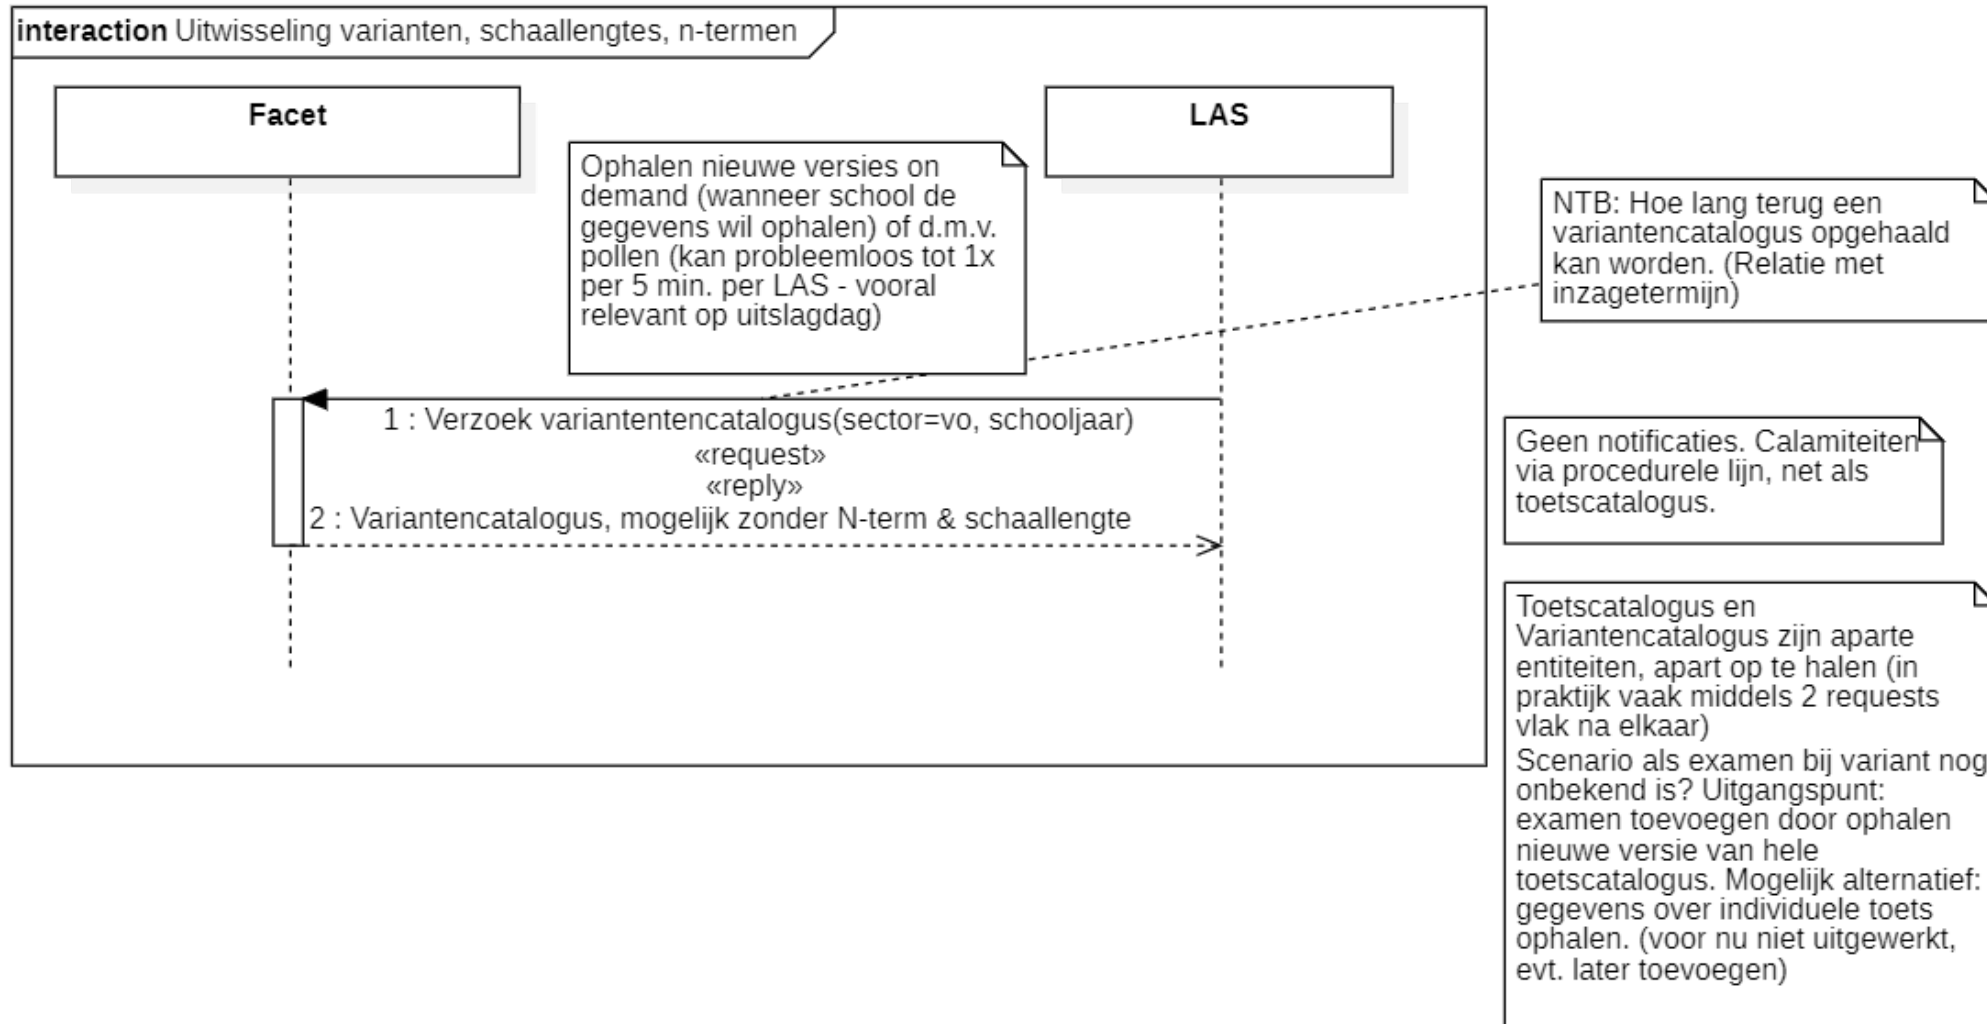 interaction Uitwisseling varianten, schaallengtes, n-termen
Facet
LAS
Ophalen nieuwe versies on
demand (wanneer school de
gegevens wil ophalen) of d.m.v.
pollen (kan probleemloos tot 1x
per 5 min. per LAS - vooral
relevant op uitslagdag)
NTB: Hoe lang terug een
variantencatalogus opgehaald
kan worden. (Relatie met
inzagetermijn)
1 : Verzoek variantentencatalogus(sector=vo, schooljaar)
«request»
«reply»
2 : Variantencatalogus, mogelijk zonder N-term & schaallengte
Geen notificaties. Calamiteiten
via procedurele lijn, net als
toetscatalogus.
Toetscatalogus en
Variantencatalogus zijn aparte
entiteiten, apart op te halen (in
praktijk vaak middels 2 requests
vlak na elkaar)
Scenario als examen bij variant nog
onbekend is? Uitgangspunt:
examen toevoegen door ophalen
nieuwe versie van hele
toetscatalogus. Mogelijk alternatief:
gegevens over individuele toets
ophalen. (voor nu niet uitgewerkt,
evt. later toevoegen)